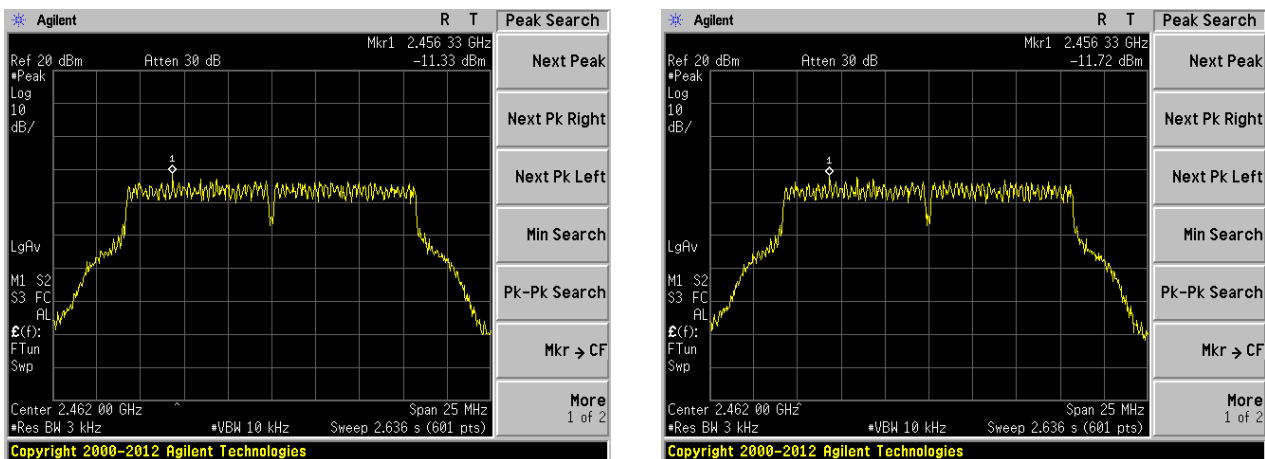 Agilent R T Peak Search
Mkr1 2.456 33 GHz
Ref 20 dBm Atten 30 dB -11.33 dBm
#Peak
Log
10
dB/
1
LgAv
M1 S2
S3 FC
AL
£(f):
FTun
Swp
Center 2.462 00 GHz ^ Span 25 MHz
#Res BW 3 kHz #VBW 10 kHz Sweep 2.636 s (601 pts)
Copyright 2000-2012 Agilent Technologies
Next Peak
Next Pk Right
Next Pk Left
Min Search
Pk-Pk Search
Mkr → CF
More
1 of 2
Agilent R T Peak Search
Mkr1 2.456 33 GHz
Ref 20 dBm Atten 30 dB -11.72 dBm
#Peak
Log
10
dB/
1
LgAv
M1 S2
S3 FC
AL
£(f):
FTun
Swp
Center 2.462 00 GHz^ Span 25 MHz
#Res BW 3 kHz #VBW 10 kHz Sweep 2.636 s (601 pts)
Copyright 2000-2012 Agilent Technologies
Next Peak
Next Pk Right
Next Pk Left
Min Search
Pk-Pk Search
Mkr → CF
More
1 of 2